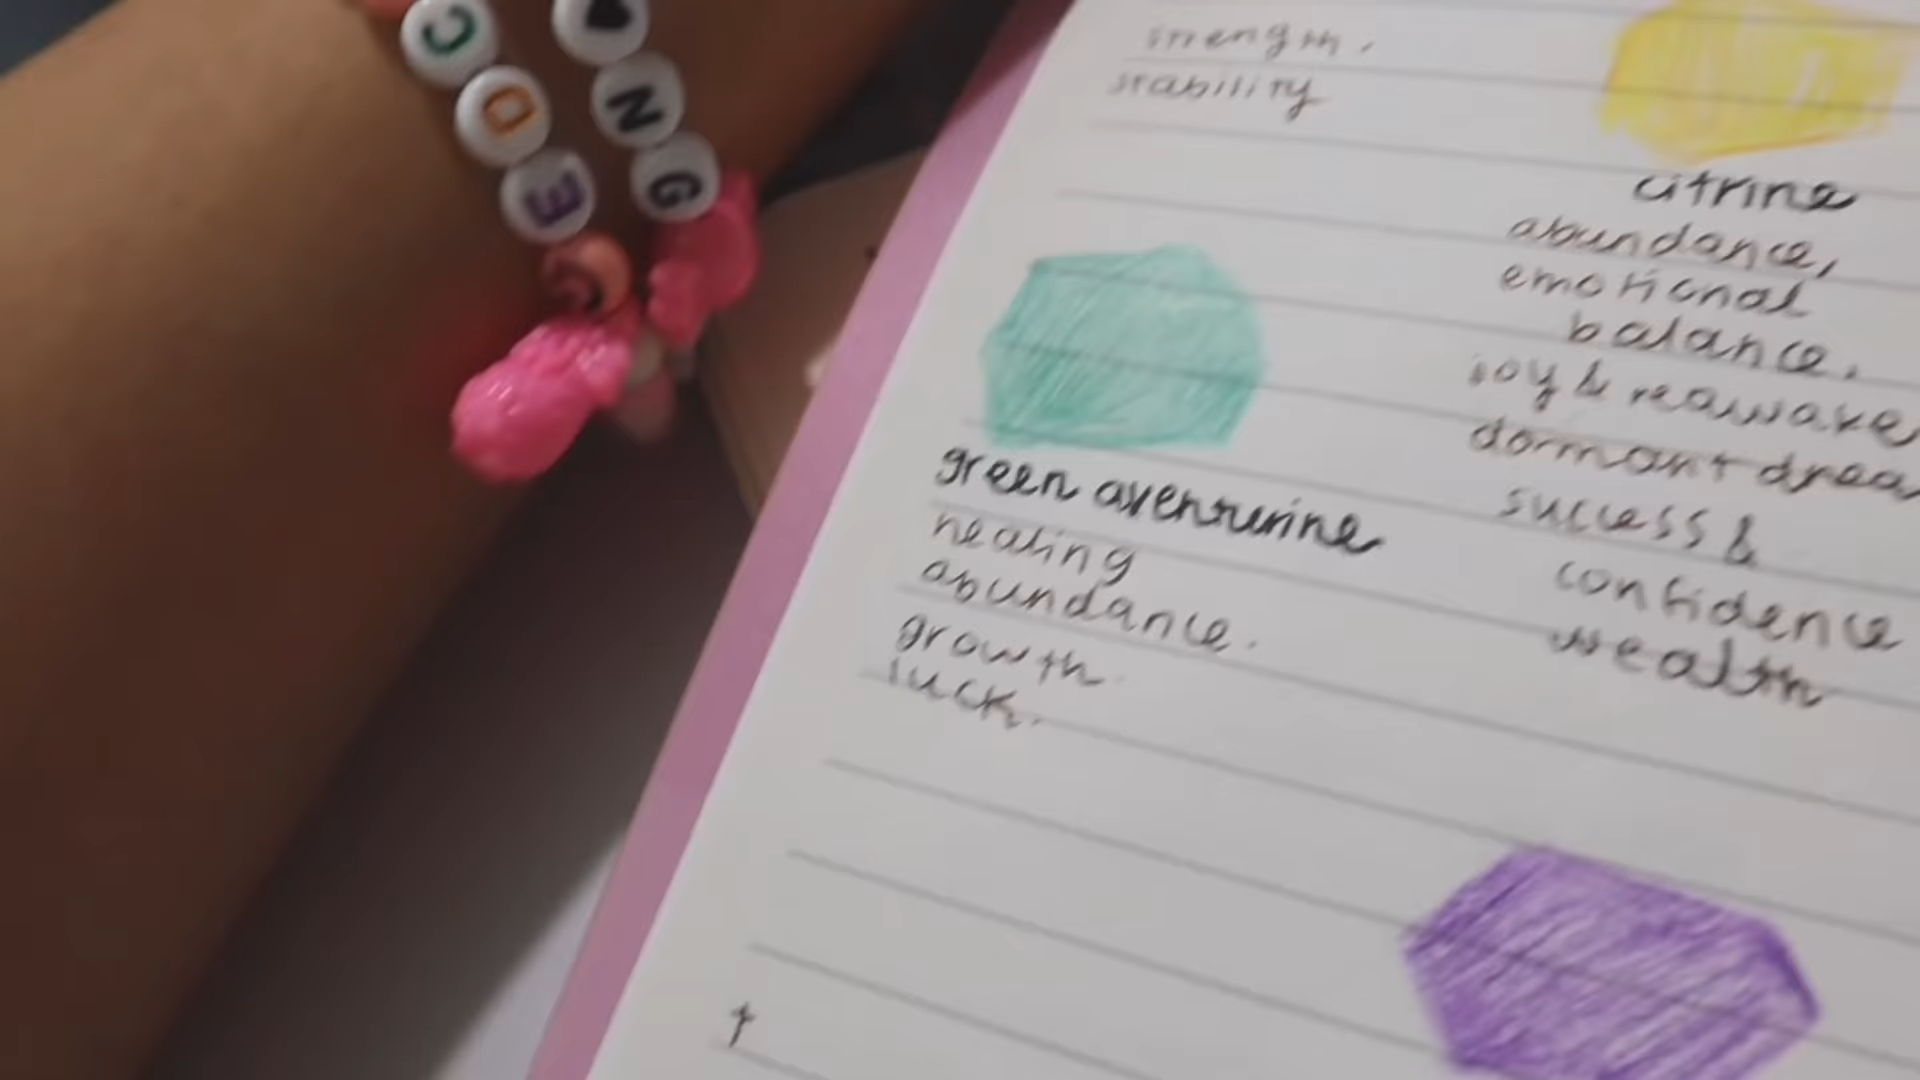 C
D
E
♥
N
G
strength.
stability
citrine
abundance,
emotional
balance.
joy & reawake
dormant drea
success &
confidence
wealth
green aventurine
healing
abundance.
growth.
luck.